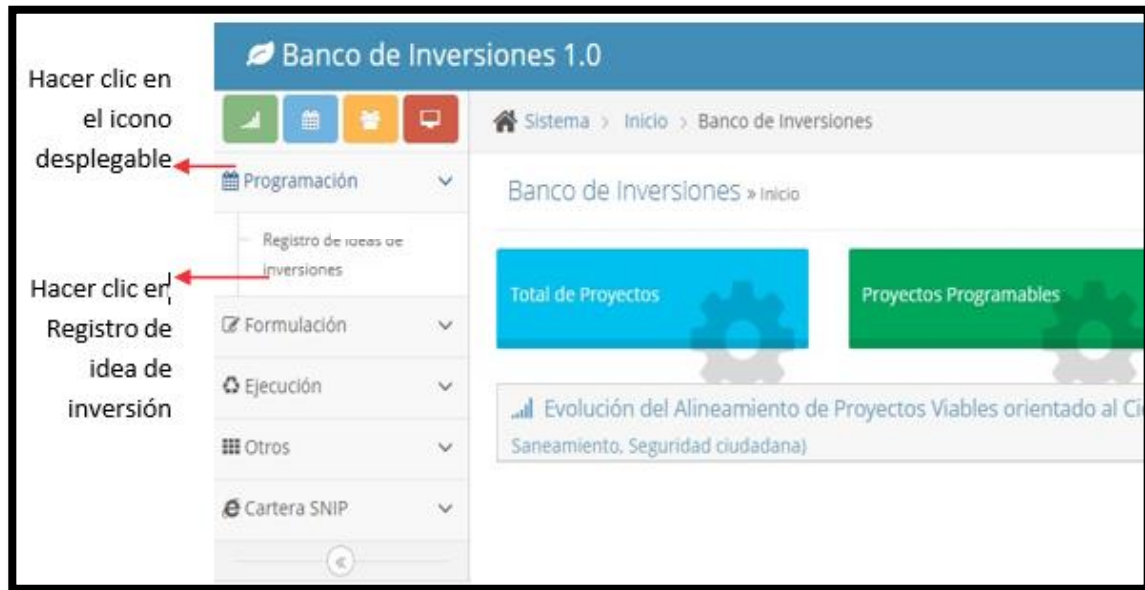 Banco de Inversiones 1.0
Hacer clic en
el icono
desplegable
Sistema > Inicio > Banco de Inversiones
Programación
Banco de Inversiones » Inicio
Registro de ideas de
inversiones
Hacer clic en
Registro de
idea de
inversión
Total de Proyectos
Proyectos Programables
Formulación
Ejecución
Evolución del Alineamiento de Proyectos Viables orientado al
Saneamiento, Seguridad ciudadana)
Otros
Cartera SNIP